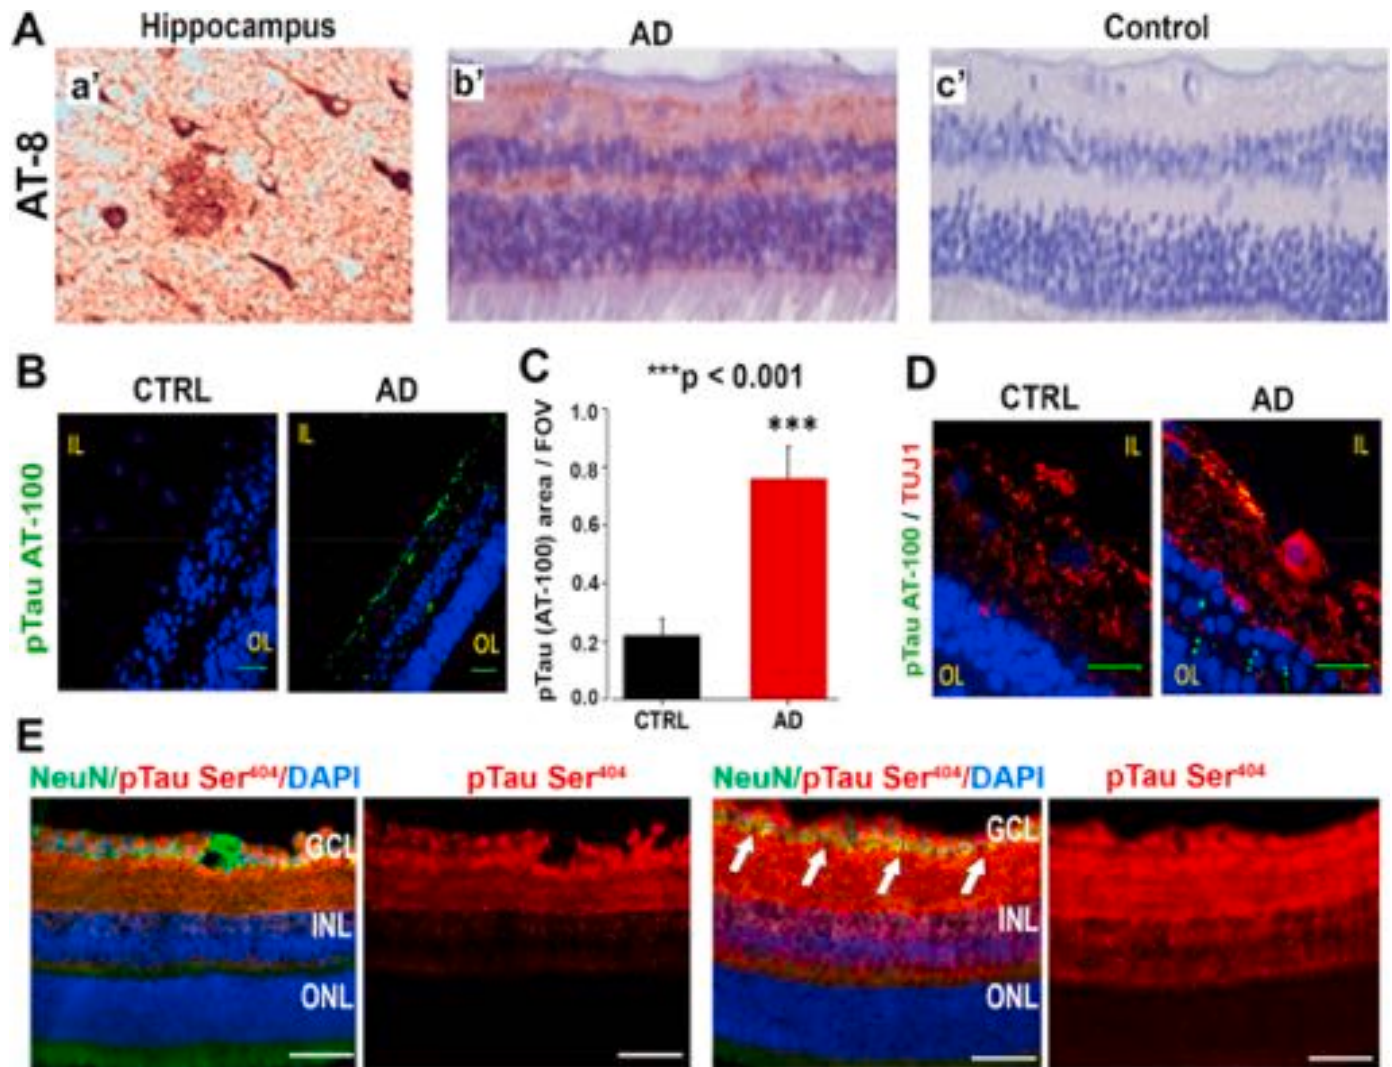 A
Hippocampus
AD
Control
AT-8
a'
b'
c'
B
CTRL
AD
pTau AT-100
IL
OL
IL
OL
C
***p < 0.001
***
pTau (AT-100) area / FOV
1.0
0.8
0.6
0.4
0.2
0.0
CTRL
AD
D
CTRL
AD
pTau AT-100 / TUJ1
IL
OL
IL
OL
E
NeuN/pTau Ser⁴⁰⁴/DAPI
pTau Ser⁴⁰⁴
NeuN/pTau Ser⁴⁰⁴/DAPI
pTau Ser⁴⁰⁴
GCL
INL
ONL
GCL
INL
ONL